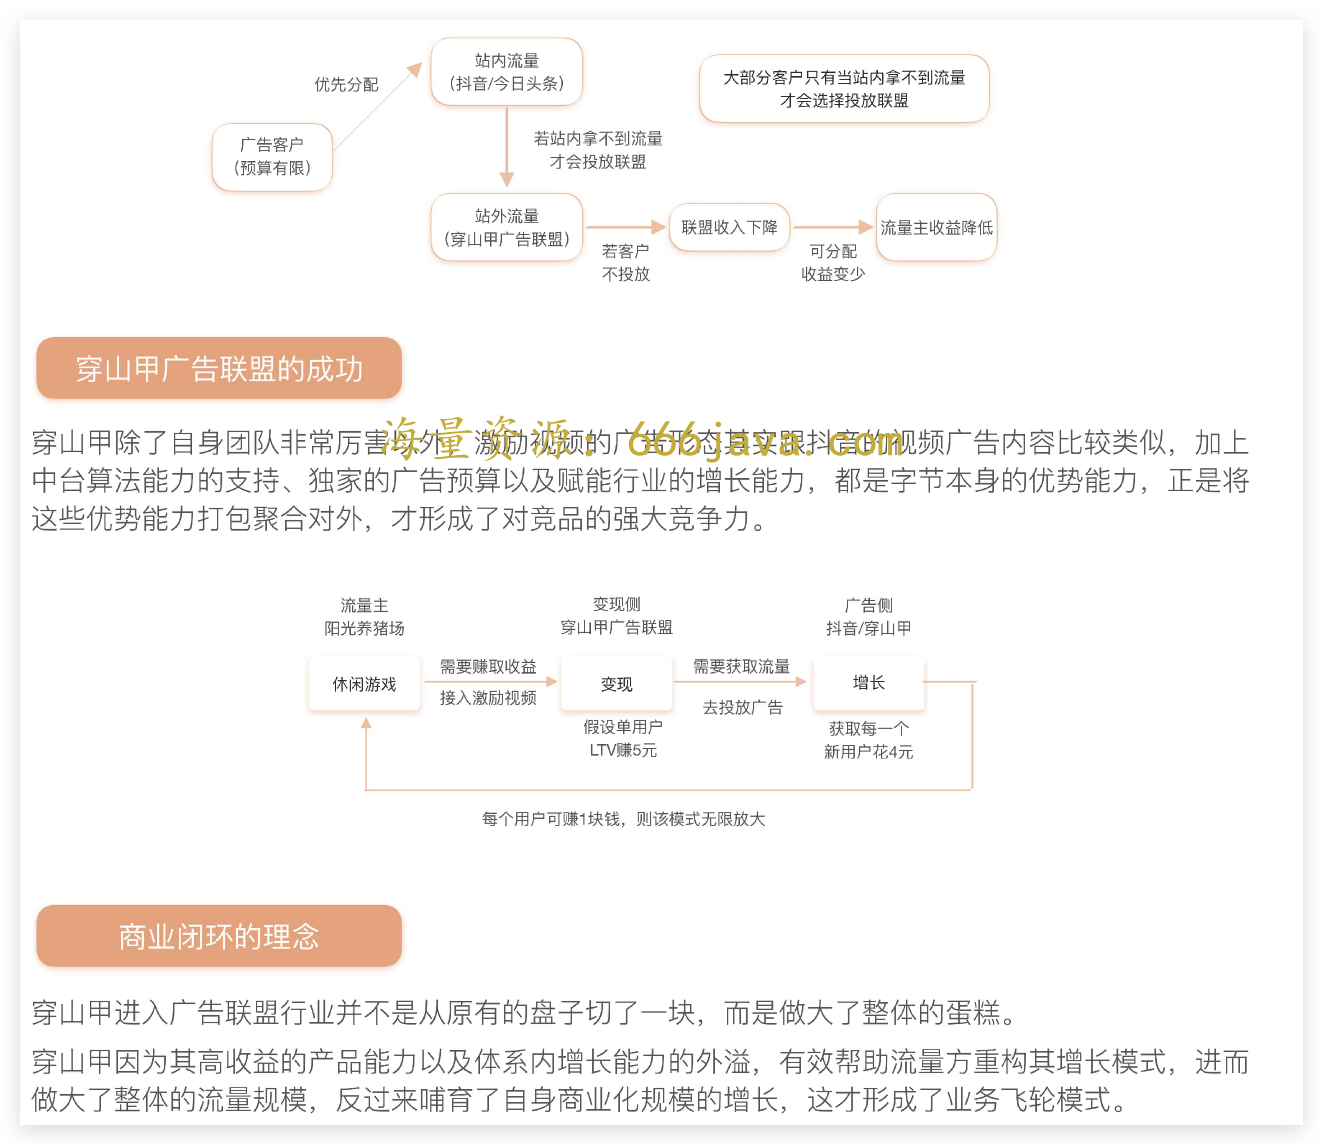 站内流量
(抖音/今日头条)
优先分配
大部分客户只有当站内拿不到流量
才会选择投放联盟
广告客户
(预算有限)
若站内拿不到流量
才会投放联盟
站外流量
(穿山甲广告联盟)
若客户
不投放
联盟收入下降
可分配
收益变少
流量主收益降低
穿山甲广告联盟的成功
海量资源：666java.com
穿山甲除了自身团队非常厉害以外，激励视频的广告形态其实跟抖音的视频广告内容比较类似，加上
中台算法能力的支持、独家的广告预算以及赋能行业的增长能力，都是字节本身的优势能力，正是将
这些优势能力打包聚合对外，才形成了对竞品的强大竞争力。
流量主
阳光养猪场
变现侧
穿山甲广告联盟
广告侧
抖音/穿山甲
休闲游戏
需要赚取收益
接入激励视频
变现
需要获取流量
去投放广告
增长
假设单用户
LTV赚5元
获取每一个
新用户花4元
每个用户可赚1块钱，则该模式无限放大
商业闭环的理念
穿山甲进入广告联盟行业并不是从原有的盘子切了一块，而是做大了整体的蛋糕。
穿山甲因为其高收益的产品能力以及体系内增长能力的外溢，有效帮助流量方重构其增长模式，进而
做大了整体的流量规模，反过来哺育了自身商业化规模的增长，这才形成了业务飞轮模式。